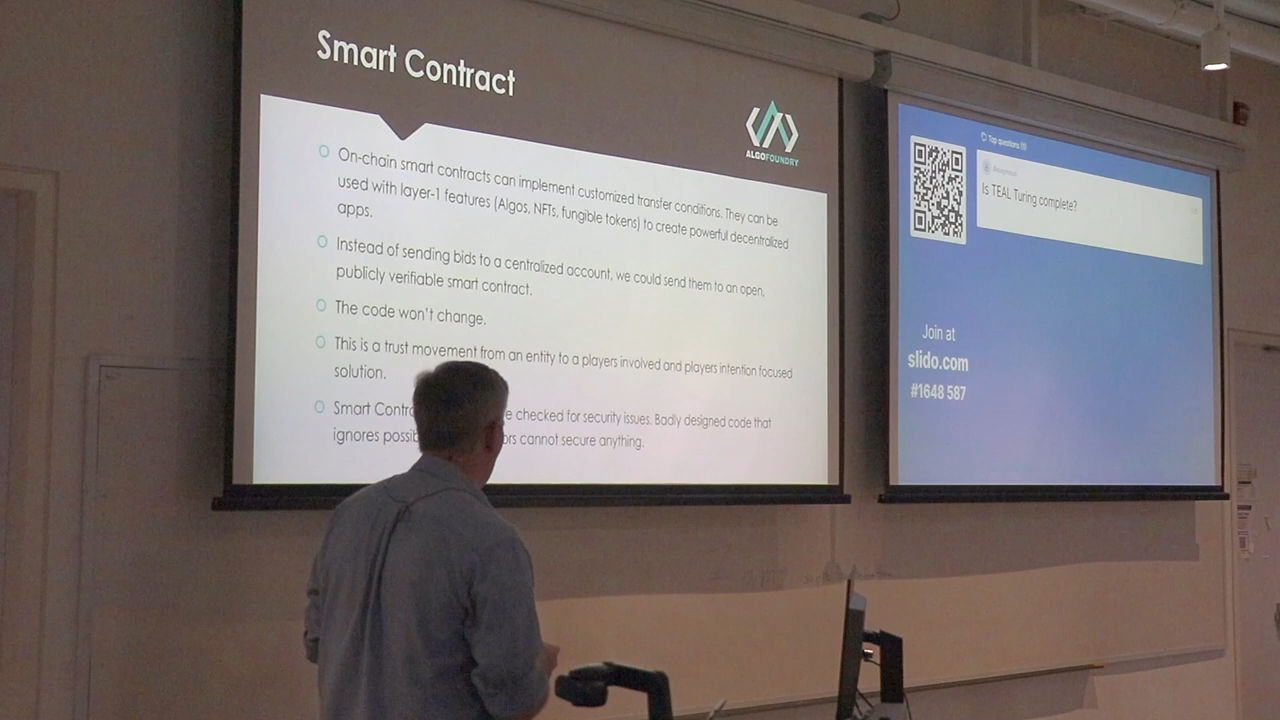 Smart Contract
ALGOFOUNDRY
On-chain smart contracts can implement customized transfer conditions. They can be
used with layer-1 features (Algos, NFTs, fungible tokens) to create powerful decentralized
apps.
Instead of sending bids to a centralized account, we could send them to an open,
publicly verifiable smart contract.
The code won't change.
This is a trust movement from an entity to a players involved and players intention focused
solution.
Smart Contra e checked for security issues. Badly designed code that
ignores possib ors cannot secure anything.
Top questions (1)
Anonymous
Is TEAL Turing complete?
Join at
slido.com
#1648 587